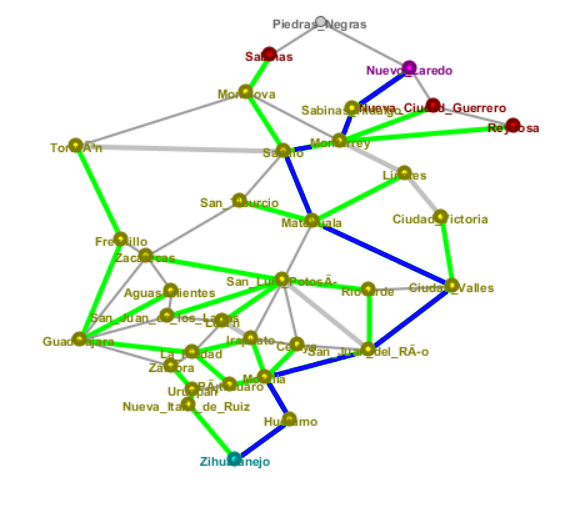 Piedras_Negras
Sabinas
Nuevo_Laredo
Monclova
Sabinas_Hidalgo
Nueva_Ciudad_Guerrero
Reynosa
Monterrey
Torreón
Saltillo
Linares
San_Tiburcio
Matehuala
Ciudad_Victoria
Fresnillo
Zacatecas
San_Luis_PotosÃ-
Aguascalientes
Rio_Verde
Ciudad_Valles
San_Juan_de_los_Lagos
León
Guadalajara
Irapuato
Celaya
San_Juan_del_RÃ-o
La_Piedad
Zamora
Morelia
Uruapan
PÃ¡tzcuaro
Nueva_Italia_de_Ruiz
Huetamo
Zihuatanejo